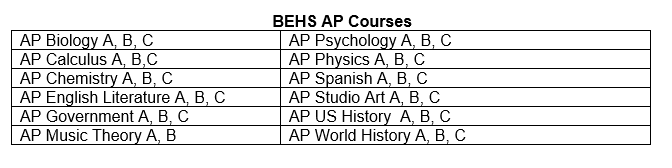 BEHS AP Courses
AP Biology A, B, C AP Psychology A, B, C
AP Calculus A, B,C AP Physics A, B, C
AP Chemistry A, B, C AP Spanish A, B, C
AP English Literature A, B, C AP Studio Art A, B, C
AP Government A, B, C AP US History  A, B, C
AP Music Theory A, B AP World History A, B, C